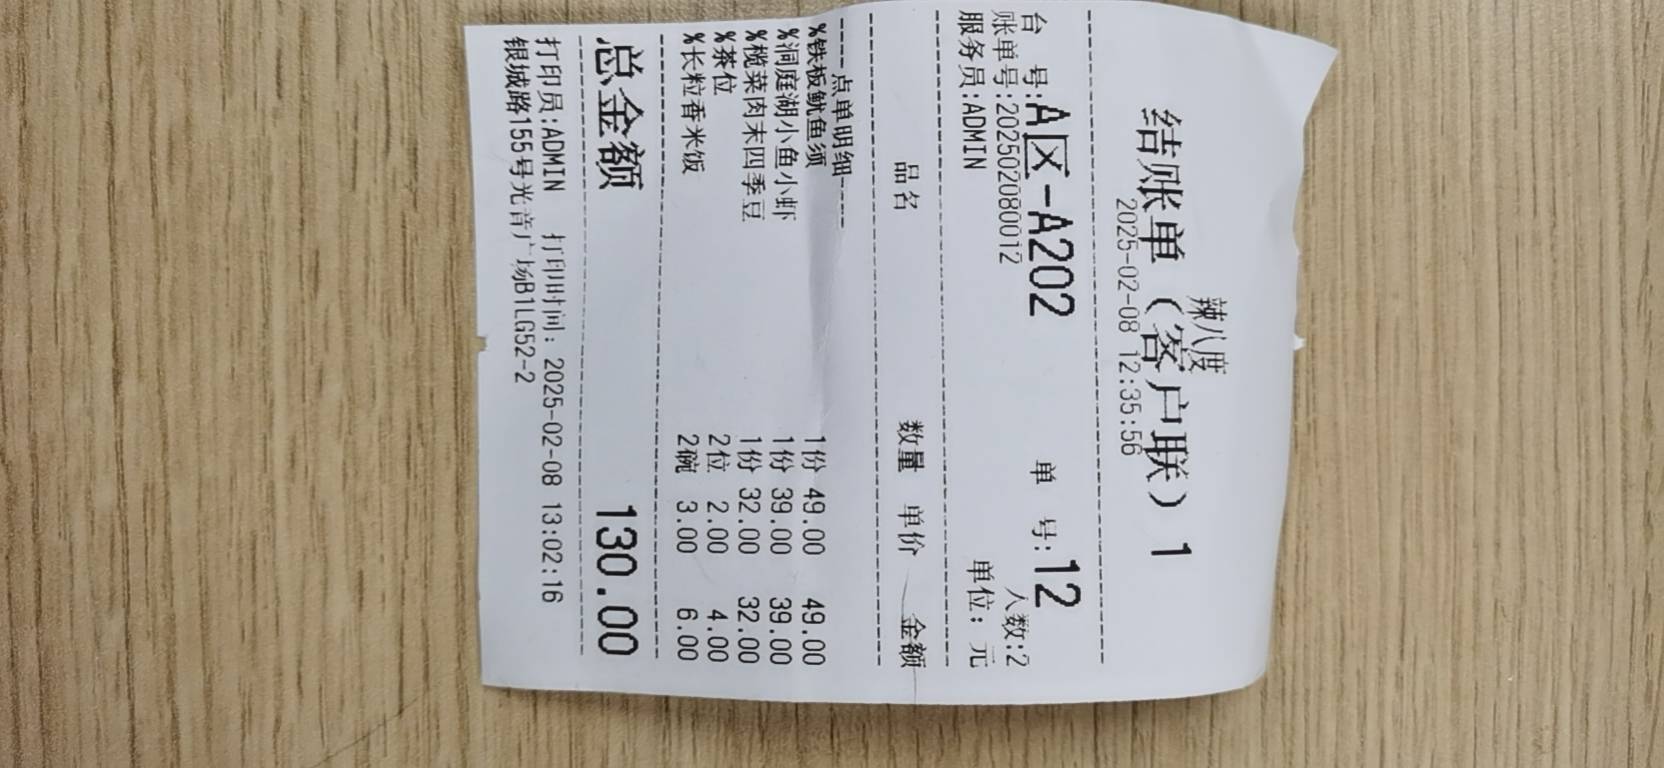 辣八度
结账单（客户联）1
2025-02-08 12:35:56
台 号:A区-A202 单 号:12
账单号:202502080012 人数:2
服务员:ADMIN 单位：元
品名 数量 单价 金额
----点单明细----
%铁板鱿鱼须 1份 49.00 49.00
%洞庭湖小鱼小虾 1份 39.00 39.00
%榄菜肉末四季豆 1份 32.00 32.00
%茶位 2位 2.00 4.00
%长粒香米饭 2碗 3.00 6.00
总金额 130.00
打印员:ADMIN 打印时间：2025-02-08 13:02:16
银城路155号光音广场B1LG52-2